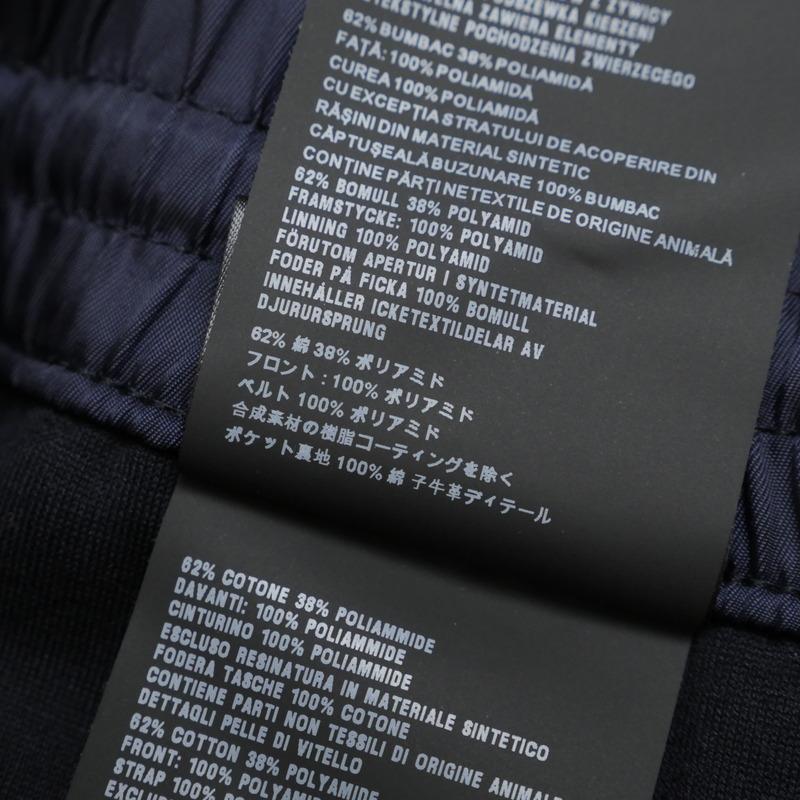 Z ŻYWICY
KIESZENI
ZAWIERA ELEMENTY
POCHODZENIA ZWIERZECEGO
62% BUMBAC 38% POLIAMIDĂ
FAȚĂ: 100% POLIAMIDĂ
CUREA 100% POLIAMIDĂ
CU EXCEPȚIA STRATULUI DE ACOPERIRE DIN
RĂȘINI DIN MATERIAL SINTETIC
CĂPTUȘEALĂ BUZUNARE 100% BUMBAC
CONȚINE PĂRȚI NETEXTILE DE ORIGINE ANIMALĂ
62% BOMULL 38% POLYAMID
FRAMSTYCKE: 100% POLYAMID
LINNING 100% POLYAMID
FÖRUTOM APERTUR I SYNTETMATERIAL
FODER PÅ FICKA 100% BOMULL
INNEHÅLLER ICKETEXTILDELAR AV
DJURURSPRUNG
62% 綿 38% ポリアミド
フロント : 100% ポリアミド
ベルト 100% ポリアミド
合成素材の樹脂コーティングを除く
ポケット裏地 100% 綿 子牛革ディテール
62% COTONE 38% POLIAMMIDE
DAVANTI: 100% POLIAMMIDE
CINTURINO 100% POLIAMMIDE
ESCLUSO RESINATURA IN MATERIALE SINTETICO
FODERA TASCHE 100% COTONE
CONTIENE PARTI NON TESSILI DI ORIGINE ANIMALE
DETTAGLI PELLE DI VITELLO
62% COTTON 38% POLYAMIDE
FRONT: 100% POLYAMIDE
STRAP 100% POLYAMIDE